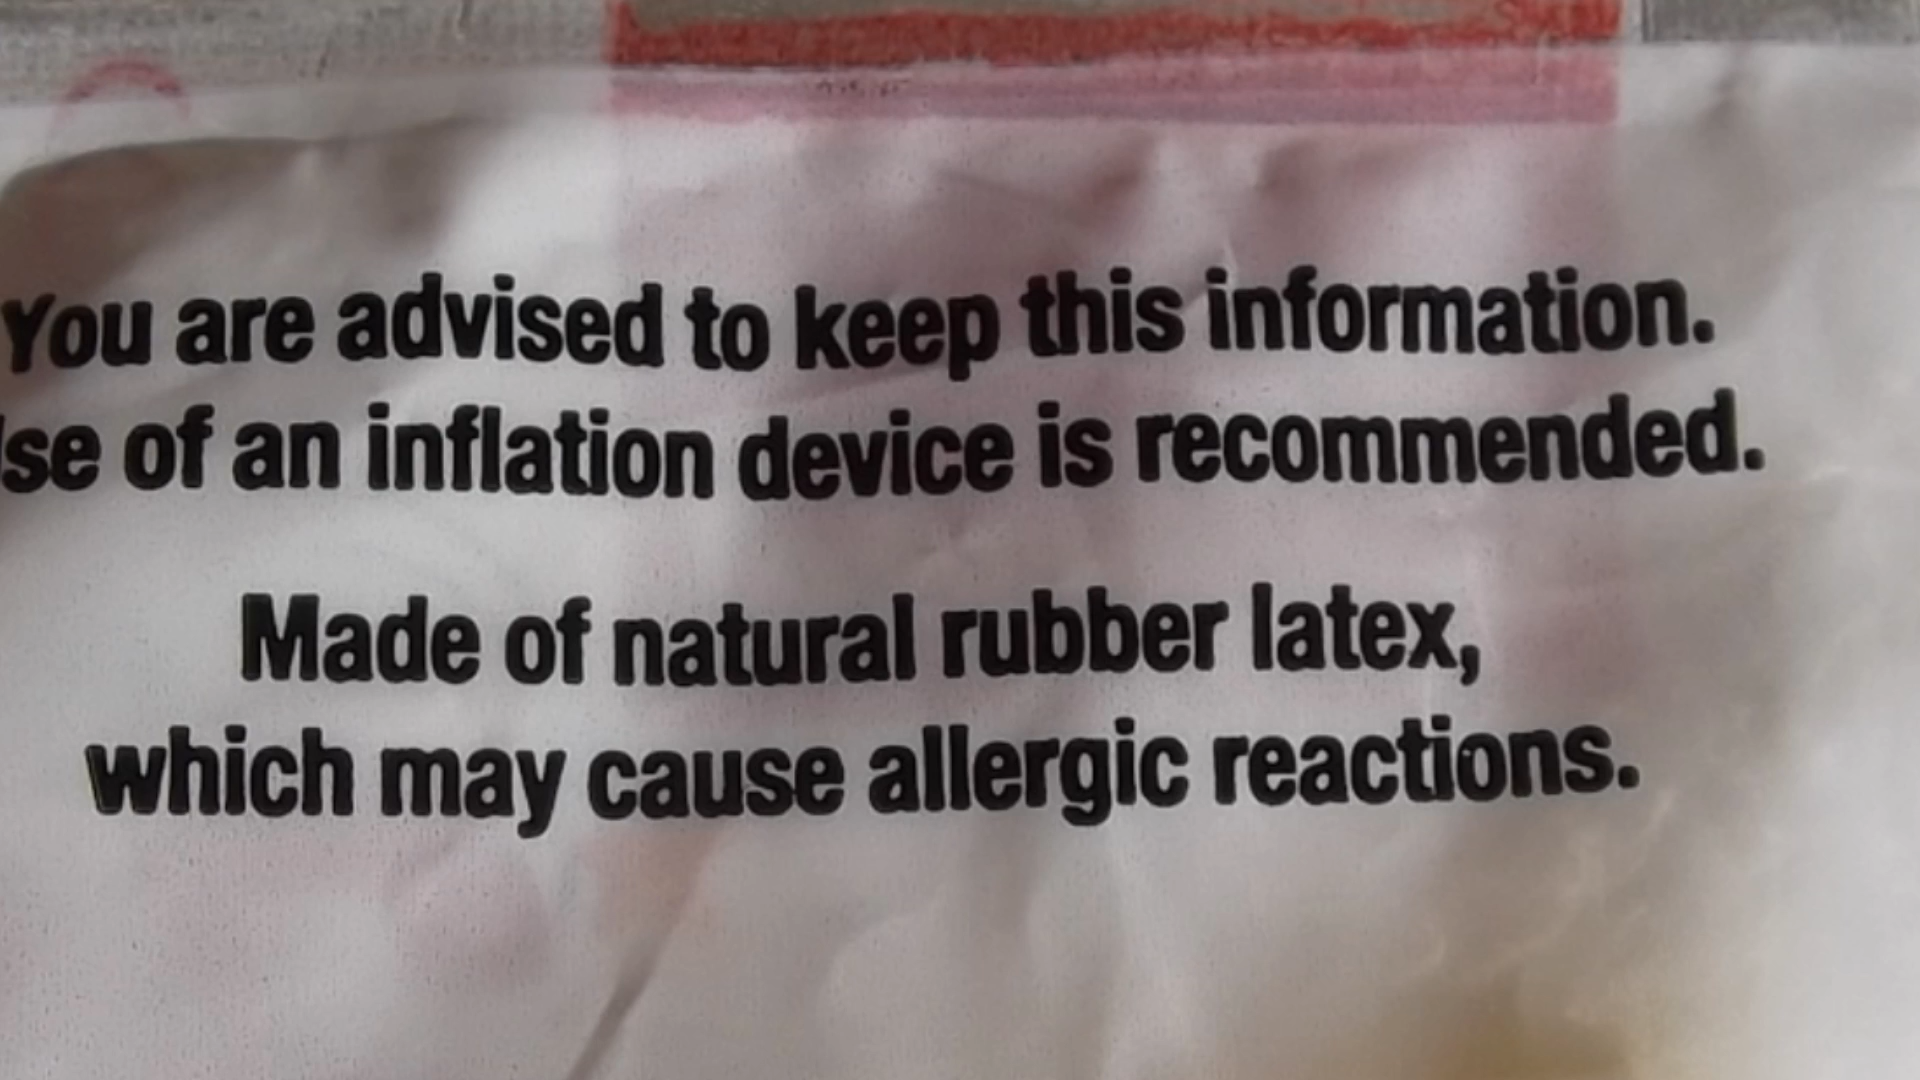 You are advised to keep this information.
se of an inflation device is recommended.
Made of natural rubber latex,
which may cause allergic reactions.